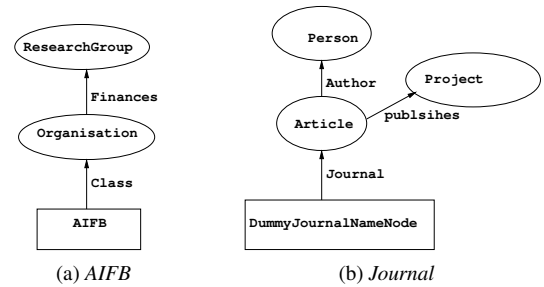 ResearchGroup
Finances
Organisation
Class
AIFB
(a) AIFB
Person
Project
Author
publsihes
Article
Journal
DummyJournalNameNode
(b) Journal